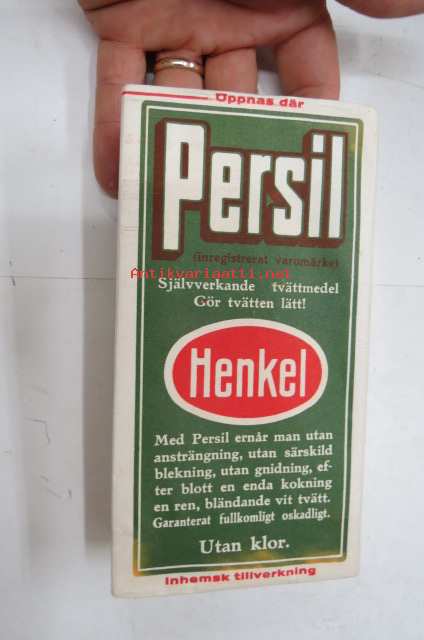 Öppnas där
Persil
(inregistrerat varumärke)
Antikvariaatti.net
Självverkande tvättmedel
Gör tvätten lätt!
Henkel
Med Persil ernår man utan
ansträngning, utan särskild
blekning, utan gnidning, ef-
ter blott en enda kokning
en ren, bländande vit tvätt.
Garanterat fullkomligt oskadligt.
Utan klor.
Inhemsk tillverkning